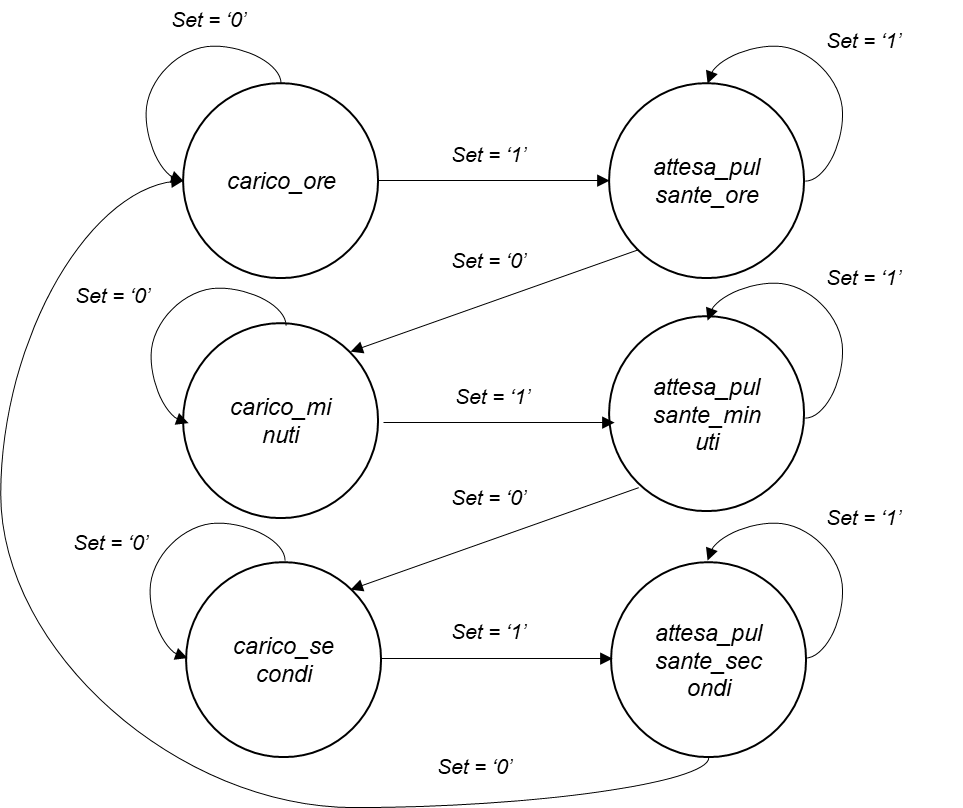 Set = ‘0’
Set = ‘1’
carico_ore
Set = ‘1’
attesa_pul
sante_ore
Set = ‘0’
Set = ‘0’
Set = ‘1’
carico_mi
nuti
Set = ‘1’
attesa_pul
sante_min
uti
Set = ‘0’
Set = ‘0’
Set = ‘1’
carico_se
condi
Set = ‘1’
attesa_pul
sante_sec
ondi
Set = ‘0’